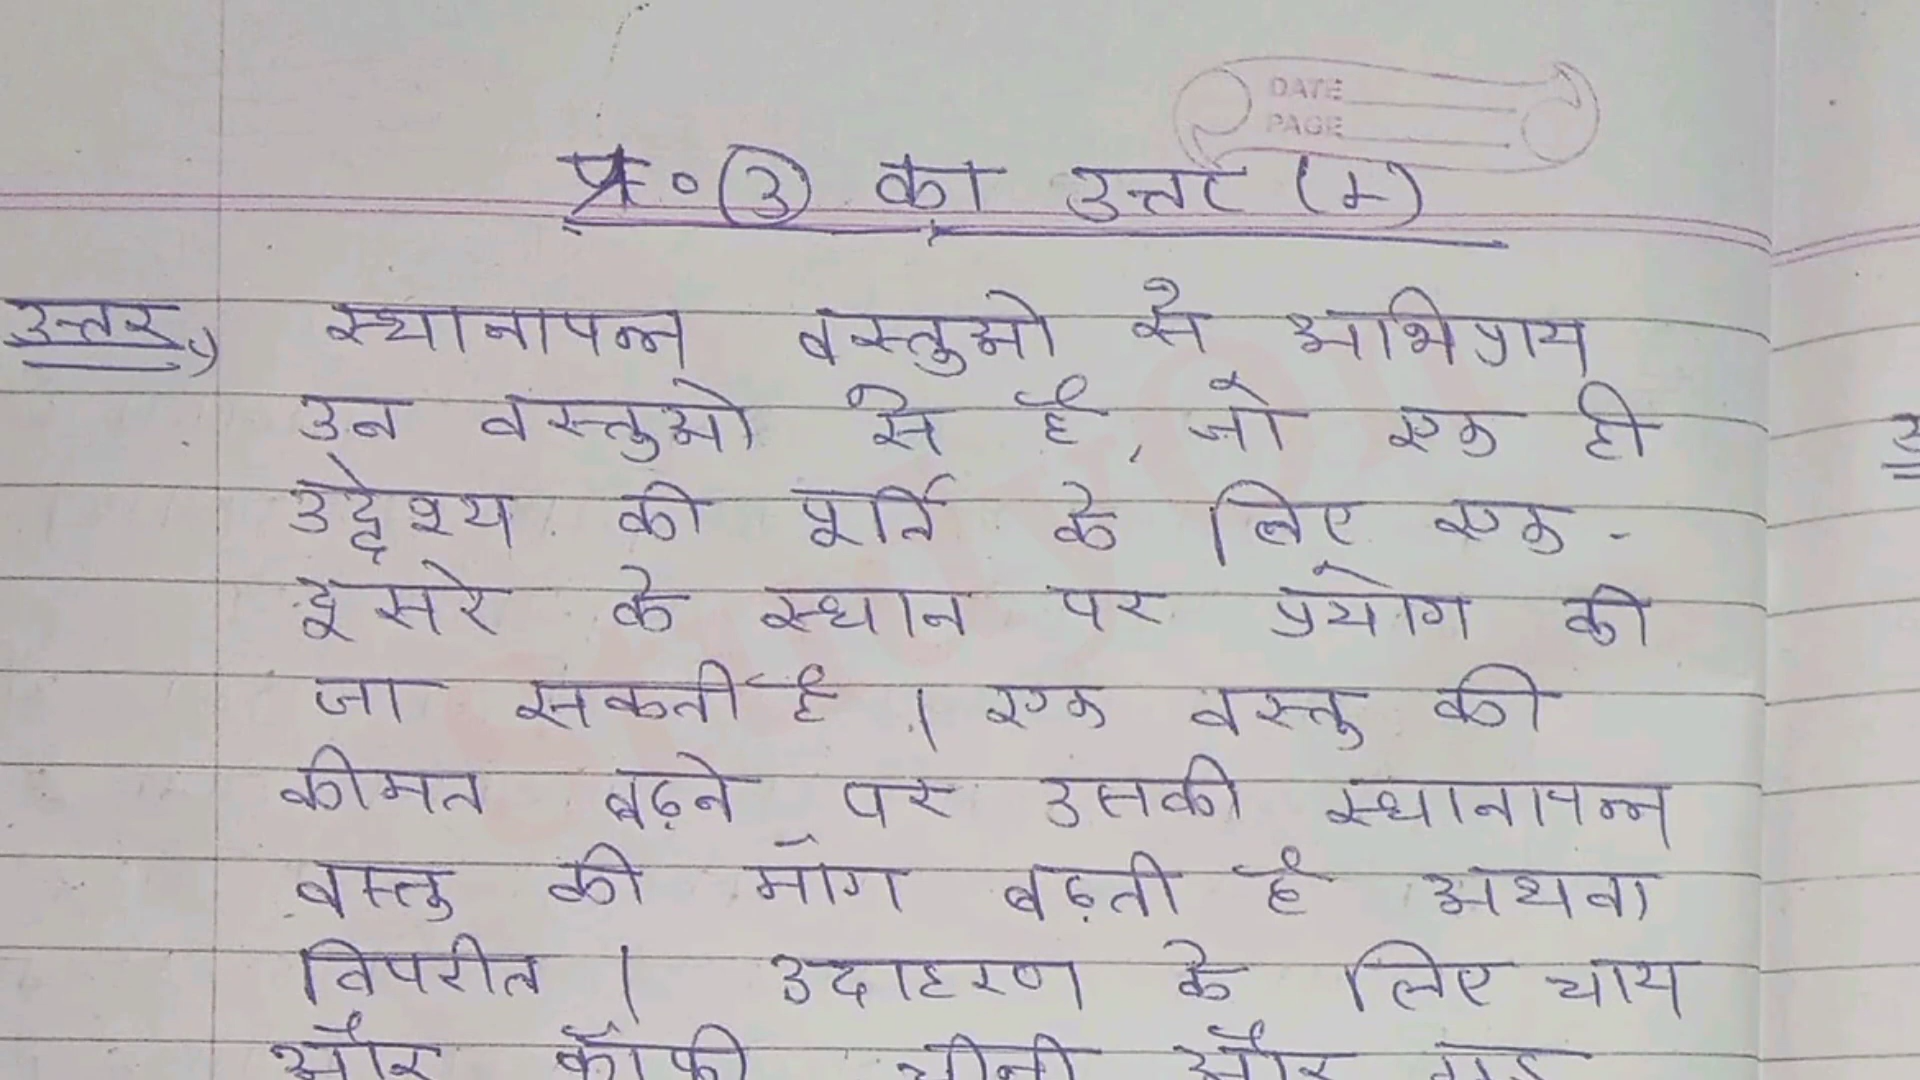 DATE
PAGE
प्र० ③ का उत्तर (1)
उत्तर, स्थानापन्न वस्तुओ से अभिप्राय
उन वस्तुओ से है, जो एक ही
उद्देश्य की पूर्ति के लिए एक -
दूसरे के स्थान पर प्रयोग की
जा सकती है । एक वस्तु की
कीमत बढ़ने पर उसकी स्थानापन्न
वस्तु की माँग बढ़ती है अथवा
विपरीत । उदाहरण के लिए चाय
और कॉफी चीनी और गुड़